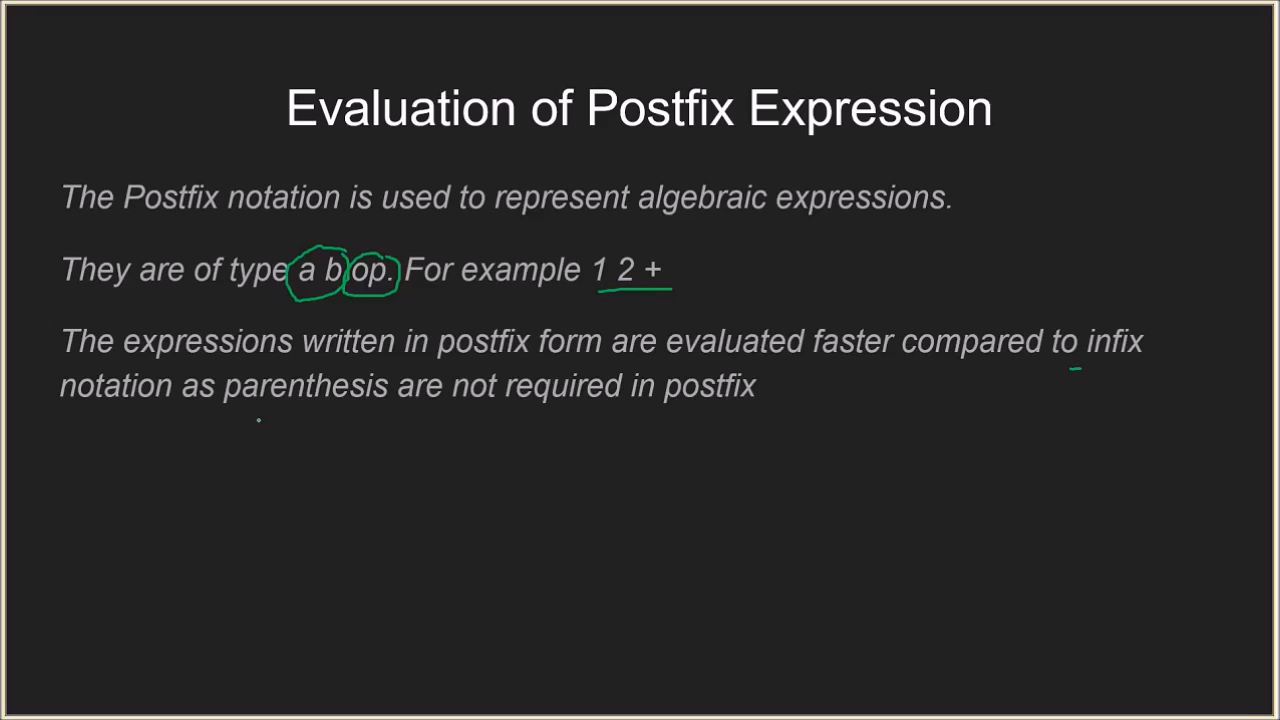 Evaluation of Postfix Expression
The Postfix notation is used to represent algebraic expressions.
They are of type a b op. For example 1 2 +
The expressions written in postfix form are evaluated faster compared to infix
notation as parenthesis are not required in postfix